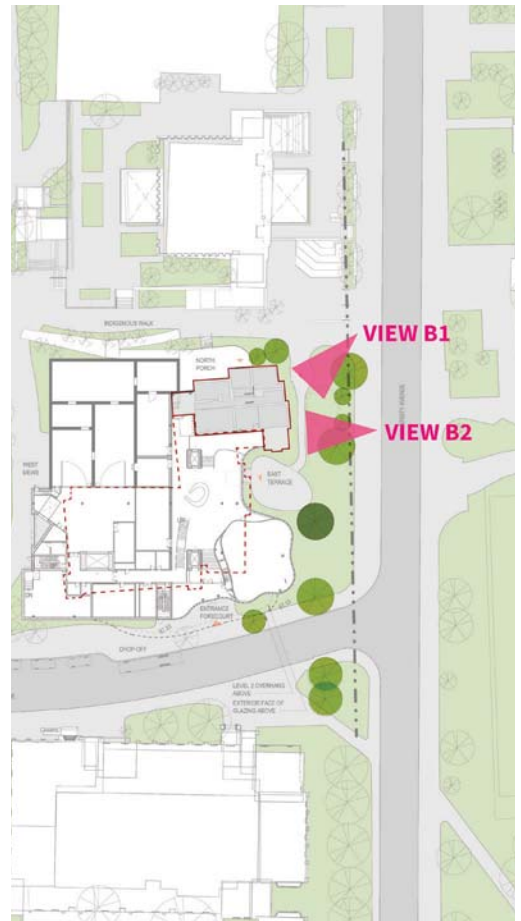 INDIGENOUS WALK
VIEW B1
NORTH
PORCH
VIEW B2
WEST
MEWS
EAST
TERRACE
ENTRANCE
FORECOURT
DROP-OFF
LEVEL 2 OVERHANG
ABOVE
EXTERIOR FACE OF
GLAZING ABOVE